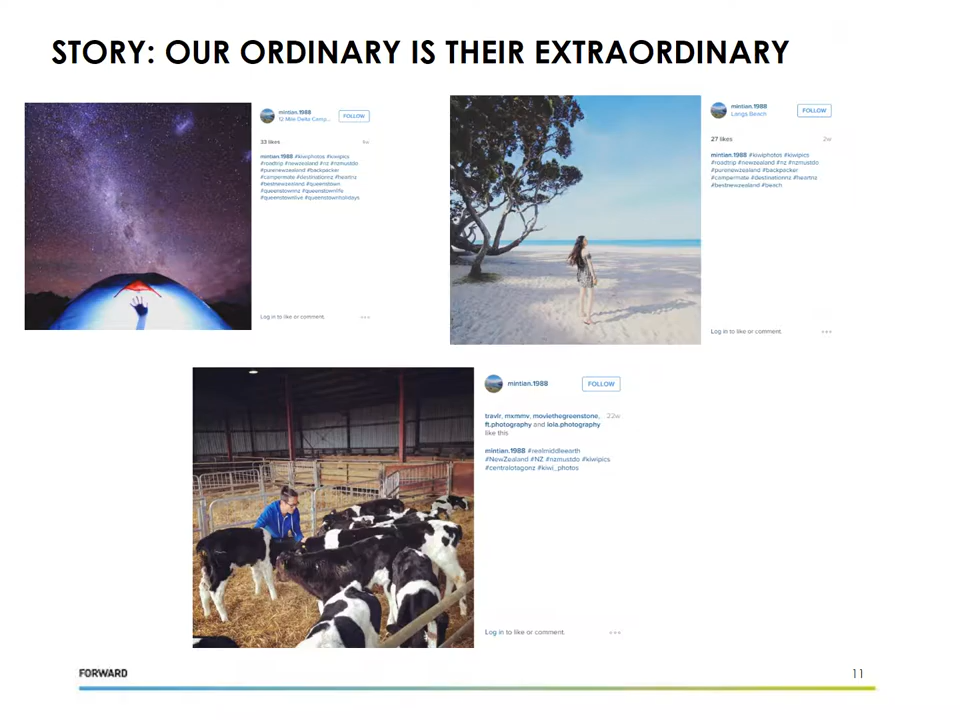 STORY: OUR ORDINARY IS THEIR EXTRAORDINARY
mintian.1988
12 Mile Delta Camp...
FOLLOW
33 likes
mintian.1988 #kiwiphotos #kiwipics
#roadtrip #newzealand #nz #nzmustdo
#purenewzealand #backpacker
#campermate #destinationnz #heartnz
#bestnewzealand #queenstown
#queenstownnz #queenstownlife
#queenstownlive #queenstownholidays
Log in to like or comment.
mintian.1988
Langs Beach
FOLLOW
27 likes 2w
mintian.1988 #kiwiphotos #kiwipics
#roadtrip #newzealand #nz #nzmustdo
#purenewzealand #backpacker
#campermate #destinationnz #heartnz
#bestnewzealand #beach
Log in to like or comment.
mintian.1988
FOLLOW
travlr, mxmmv, moviethegreenstone, 22w
ft.photography and lola.photography
like this
mintian.1988 #reelmiddleearth
#NewZealand #NZ #nzmustdo #kiwipics
#centralotagonz #kiwi_photos
Log in to like or comment.
FORWARD
11